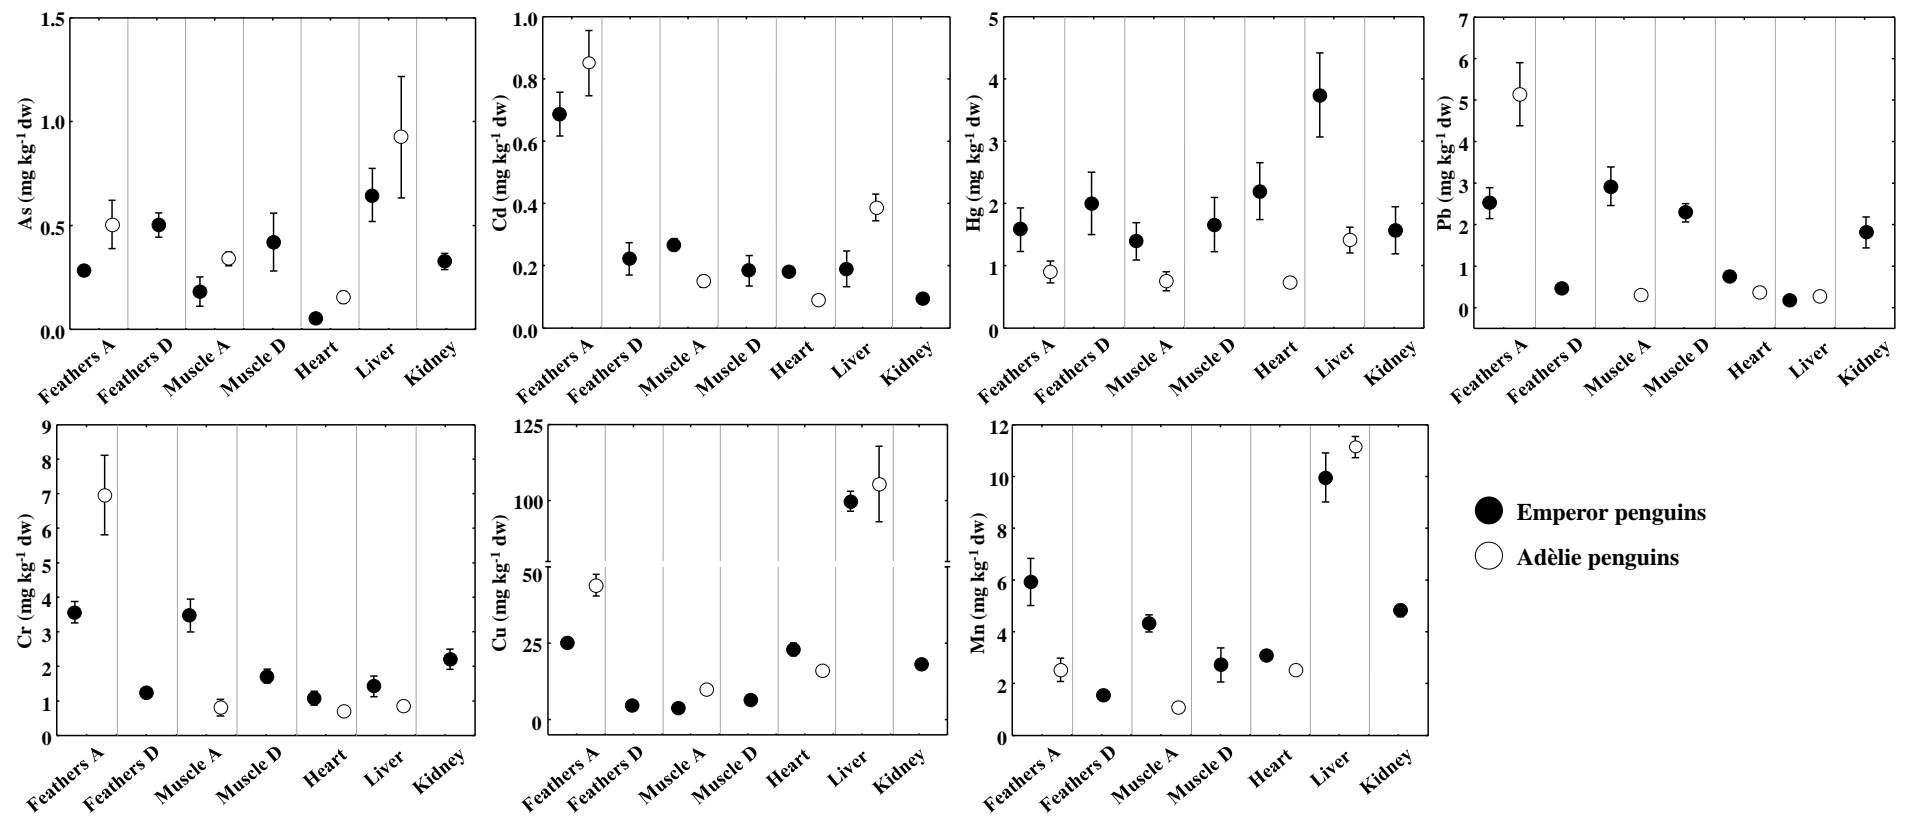 As (mg kg⁻¹ dw)
1.5
1.0
0.5
0.0
Feathers A
Feathers D
Muscle A
Muscle D
Heart
Liver
Kidney
Cd (mg kg⁻¹ dw)
1.0
0.8
0.6
0.4
0.2
0.0
Feathers A
Feathers D
Muscle A
Muscle D
Heart
Liver
Kidney
Hg (mg kg⁻¹ dw)
5
4
3
2
1
0
Feathers A
Feathers D
Muscle A
Muscle D
Heart
Liver
Kidney
Pb (mg kg⁻¹ dw)
7
6
5
4
3
2
1
0
Feathers A
Feathers D
Muscle A
Muscle D
Heart
Liver
Kidney
Cr (mg kg⁻¹ dw)
9
8
7
6
5
4
3
2
1
0
Feathers A
Feathers D
Muscle A
Muscle D
Heart
Liver
Kidney
Cu (mg kg⁻¹ dw)
125
100
50
25
0
Feathers A
Feathers D
Muscle A
Muscle D
Heart
Liver
Kidney
Mn (mg kg⁻¹ dw)
12
10
8
6
4
2
0
Feathers A
Feathers D
Muscle A
Muscle D
Heart
Liver
Kidney
Emperor penguins
Adèlie penguins